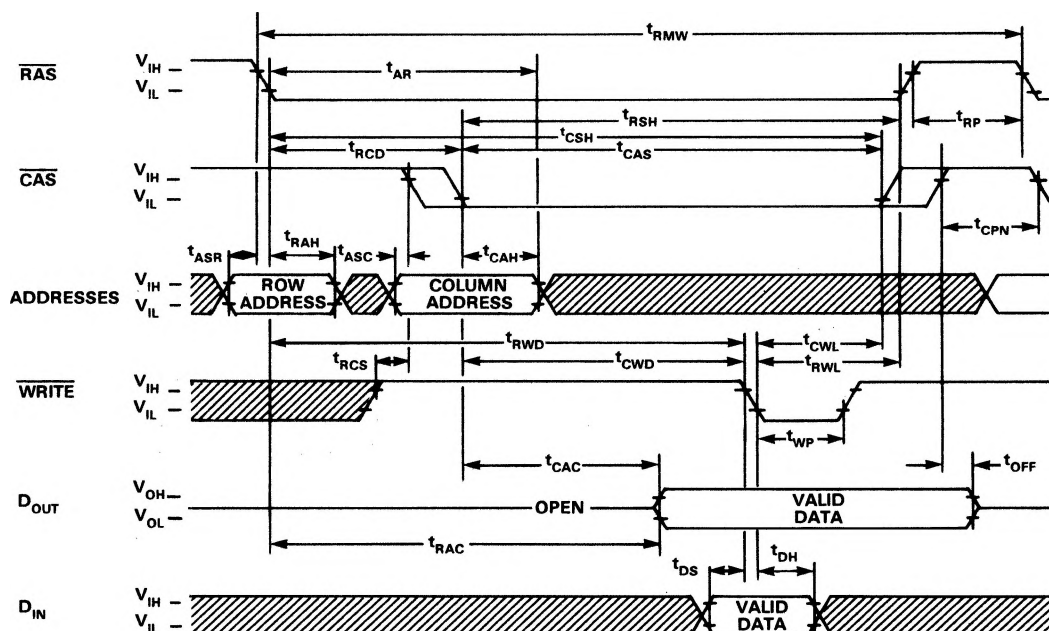 tRMW
RAS VIH tAR
VIL
tRSH tRP
tCSH
tRCD tCAS
CAS VIH
VIL
tASR tRAH tASC tCAH tCPN
ADDRESSES VIH ROW COLUMN
VIL ADDRESS ADDRESS
tRWD tCWL
tRCS tCWD tRWL
WRITE VIH
VIL
tWP
tCAC tOFF
DOUT VOH OPEN VALID
VOL DATA
tRAC
tDS tDH
DIN VIH VALID
VIL DATA